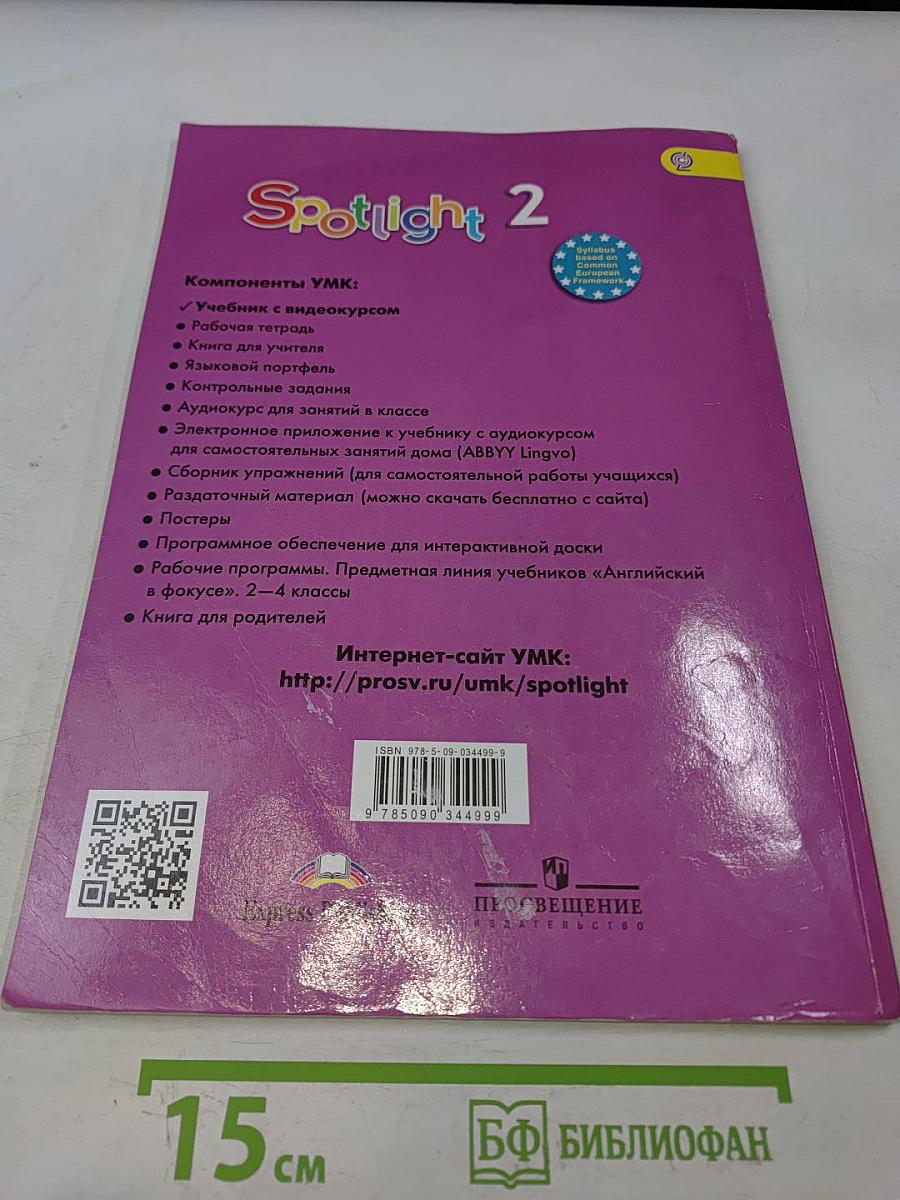 Spotlight 2
Syllabus
based on
Common
European
Framework
Компоненты УМК:
✓ Учебник с видеокурсом
• Рабочая тетрадь
• Книга для учителя
• Языковой портфель
• Контрольные задания
• Аудиокурс для занятий в классе
• Электронное приложение к учебнику с аудиокурсом
для самостоятельных занятий дома (ABBYY Lingvo)
• Сборник упражнений (для самостоятельной работы учащихся)
• Раздаточный материал (можно скачать бесплатно с сайта)
• Постеры
• Программное обеспечение для интерактивной доски
• Рабочие программы. Предметная линия учебников «Английский
в фокусе». 2—4 классы
• Книга для родителей
Интернет-сайт УМК:
http://prosv.ru/umk/spotlight
ISBN 978-5-09-034499-9
9 785090 344999
Express
ПРОСВЕЩЕНИЕ
ИЗДАТЕЛЬСТВО
15 см
БФ БИБЛИОФАН